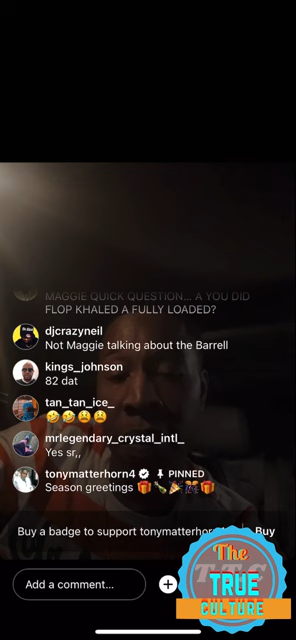 MAGGIE QUICK QUESTION... A YOU DID
FLOP KHALED A FULLY LOADED?
djcrazyneil
Not Maggie talking about the Barrell
kings_johnson
82 dat
tan_tan_ice_
🤣🤣😫😫
mrlegendary_crystal_intl_
Yes sr,,
tonymatterhorn4 PINNED
Season greetings 🎁🍾🎉🎊🎁
Buy a badge to support tonymatterhor
Buy
Add a comment...
The
TRUE
CULTURE